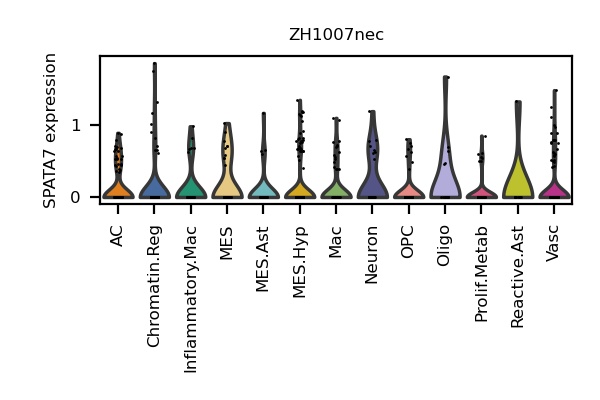 ZH1007nec
SPATA7 expression
1
0
AC
Chromatin.Reg
Inflammatory.Mac
MES
MES.Ast
MES.Hyp
Mac
Neuron
OPC
Oligo
Prolif.Metab
Reactive.Ast
Vasc